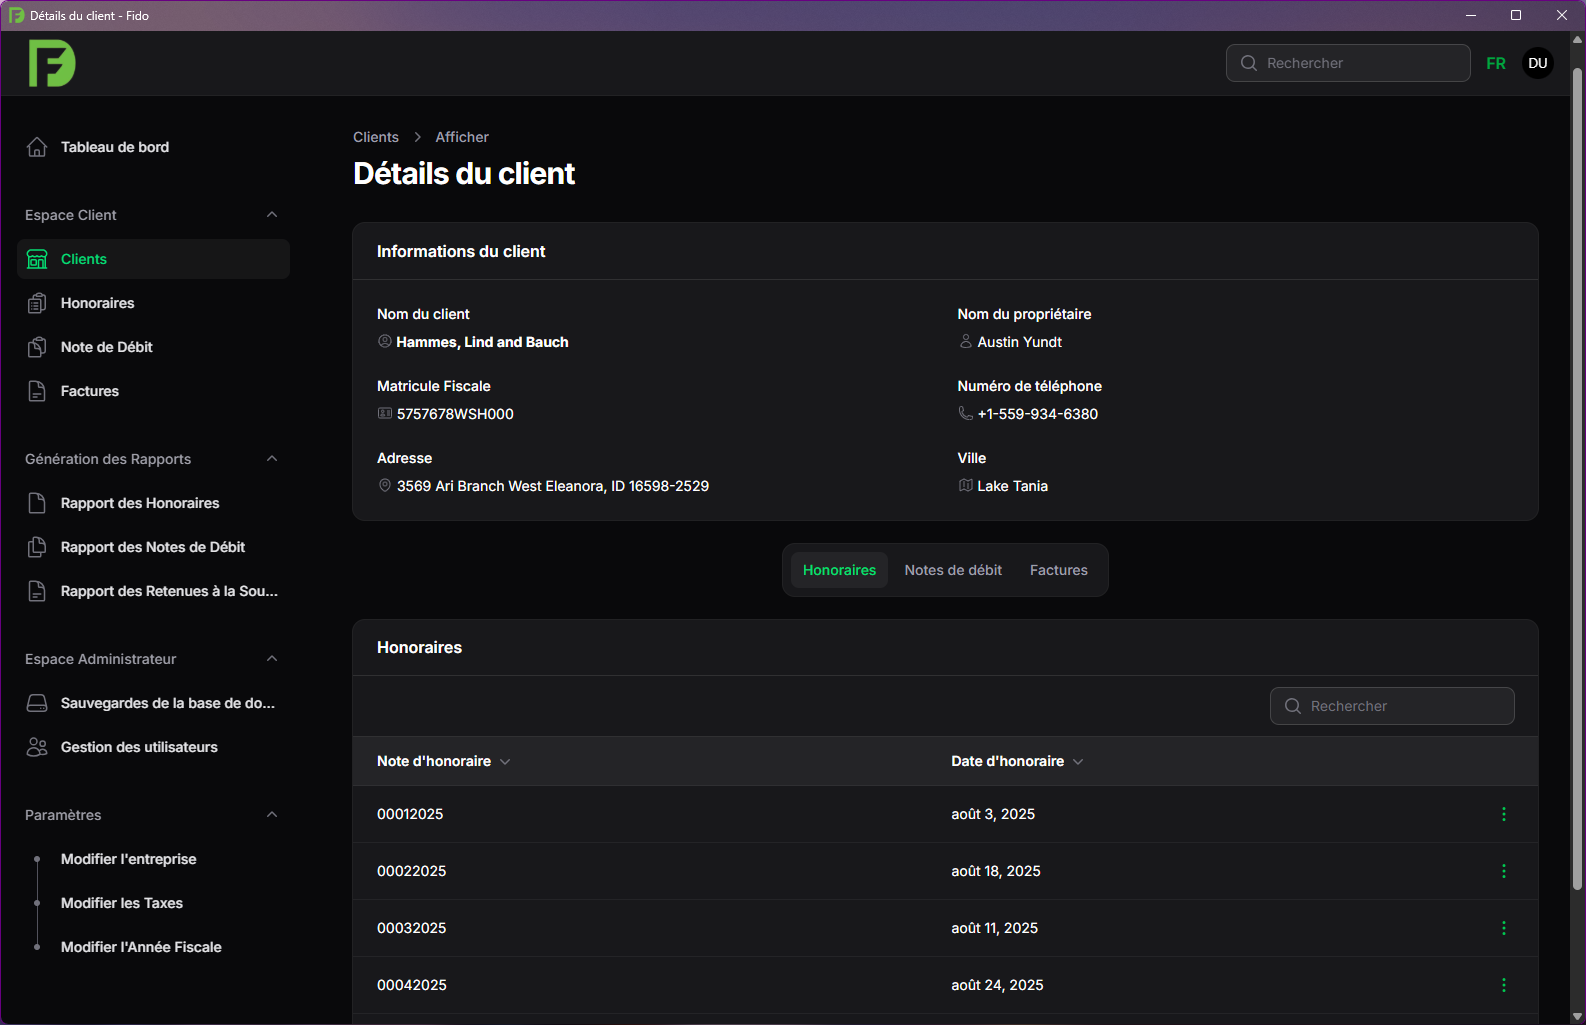 Détails du client - Fido
Rechercher
FR
DU
Tableau de bord
Espace Client
Clients
Honoraires
Note de Débit
Factures
Génération des Rapports
Rapport des Honoraires
Rapport des Notes de Débit
Rapport des Retenues à la Sou...
Espace Administrateur
Sauvegardes de la base de do...
Gestion des utilisateurs
Paramètres
Modifier l'entreprise
Modifier les Taxes
Modifier l'Année Fiscale
Clients > Afficher
Détails du client
Informations du client
Nom du client
Hammes, Lind and Bauch
Nom du propriétaire
Austin Yundt
Matricule Fiscale
5757678WSH000
Numéro de téléphone
+1-559-934-6380
Adresse
3569 Ari Branch West Eleanora, ID 16598-2529
Ville
Lake Tania
Honoraires Notes de débit Factures
Honoraires
Rechercher
Note d'honoraire Date d'honoraire
00012025 août 3, 2025
00022025 août 18, 2025
00032025 août 11, 2025
00042025 août 24, 2025